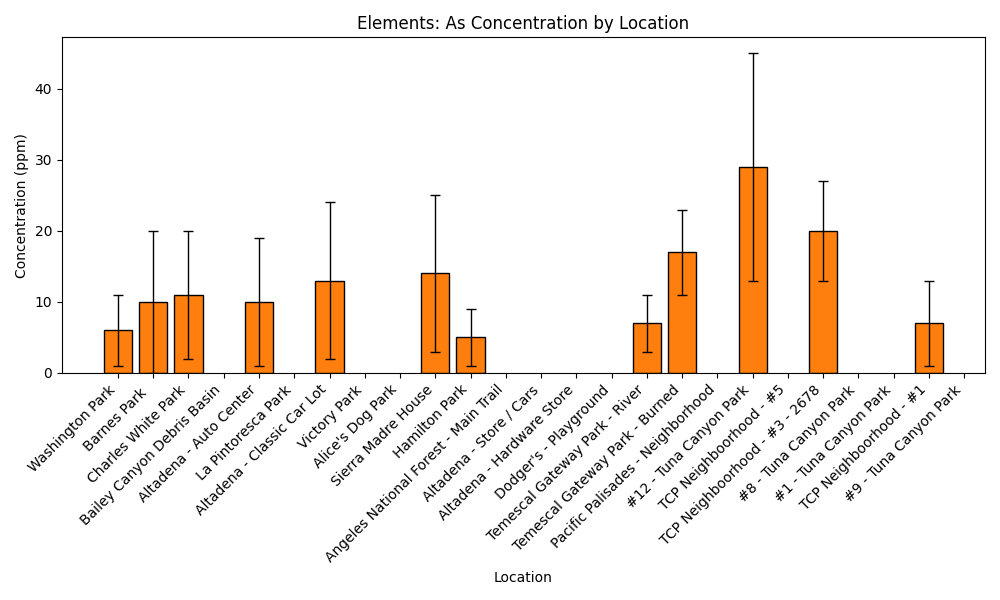 Elements: As Concentration by Location
Concentration (ppm)
40
30
20
10
0
Washington Park
Barnes Park
Charles White Park
Bailey Canyon Debris Basin
Altadena - Auto Center
La Pintoresca Park
Altadena - Classic Car Lot
Victory Park
Alice's Dog Park
Sierra Madre House
Hamilton Park
Angeles National Forest - Main Trail
Altadena - Store / Cars
Altadena - Hardware Store
Dodger's - Playground
Temescal Gateway Park - River
Temescal Gateway Park - Burned
Pacific Palisades - Neighborhood
#12 - Tuna Canyon Park
TCP Neighbourhood - #5
TCP Neighboorhood - #3 - 2678
#8 - Tuna Canyon Park
#1 - Tuna Canyon Park
TCP Neighborhood - #1
#9 - Tuna Canyon Park
Location